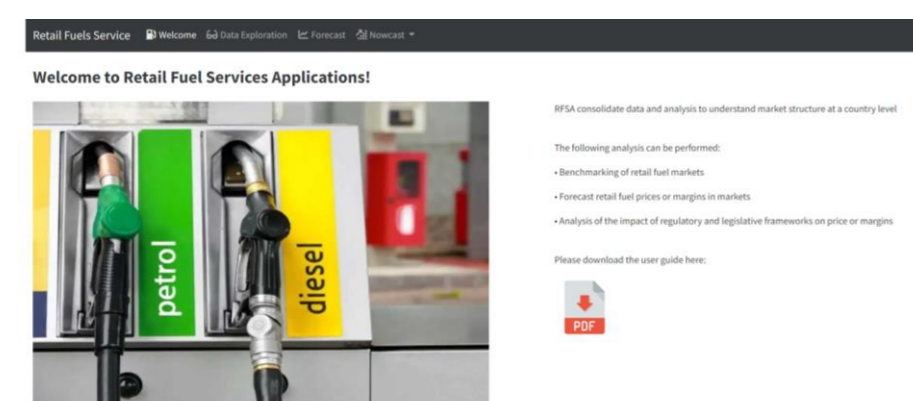 Retail Fuels Service Welcome Data Exploration Forecast Nowcast
Welcome to Retail Fuel Services Applications!
petrol
diesel
RFSA consolidate data and analysis to understand market structure at a country level
The following analysis can be performed:
• Benchmarking of retail fuel markets
• Forecast retail fuel prices or margins in markets
• Analysis of the impact of regulatory and legislative frameworks on price or margins
Please download the user guide here:
PDF